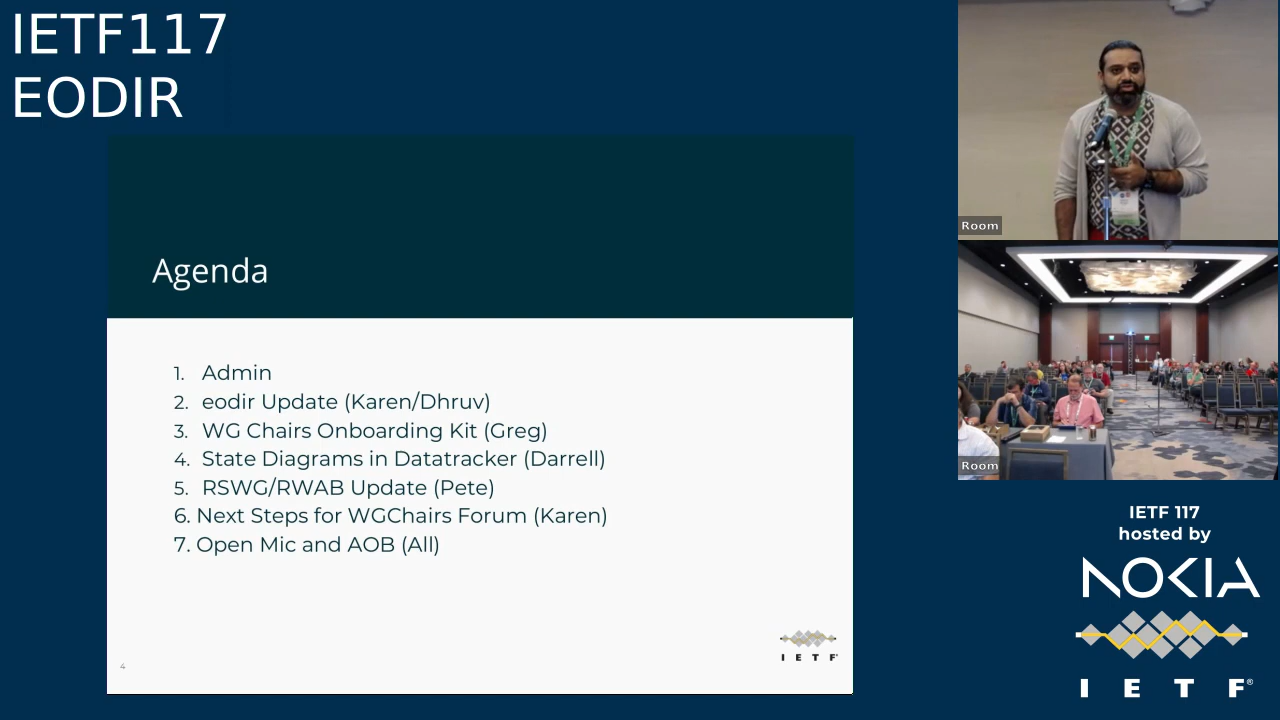 IETF117
EODIR
Agenda
1. Admin
2. eodir Update (Karen/Dhruv)
3. WG Chairs Onboarding Kit (Greg)
4. State Diagrams in Datatracker (Darrell)
5. RSWG/RWAB Update (Pete)
6. Next Steps for WGChairs Forum (Karen)
7. Open Mic and AOB (All)
4
I E T F®
Room
Room
IETF 117
hosted by
NOKIA
I E T F®